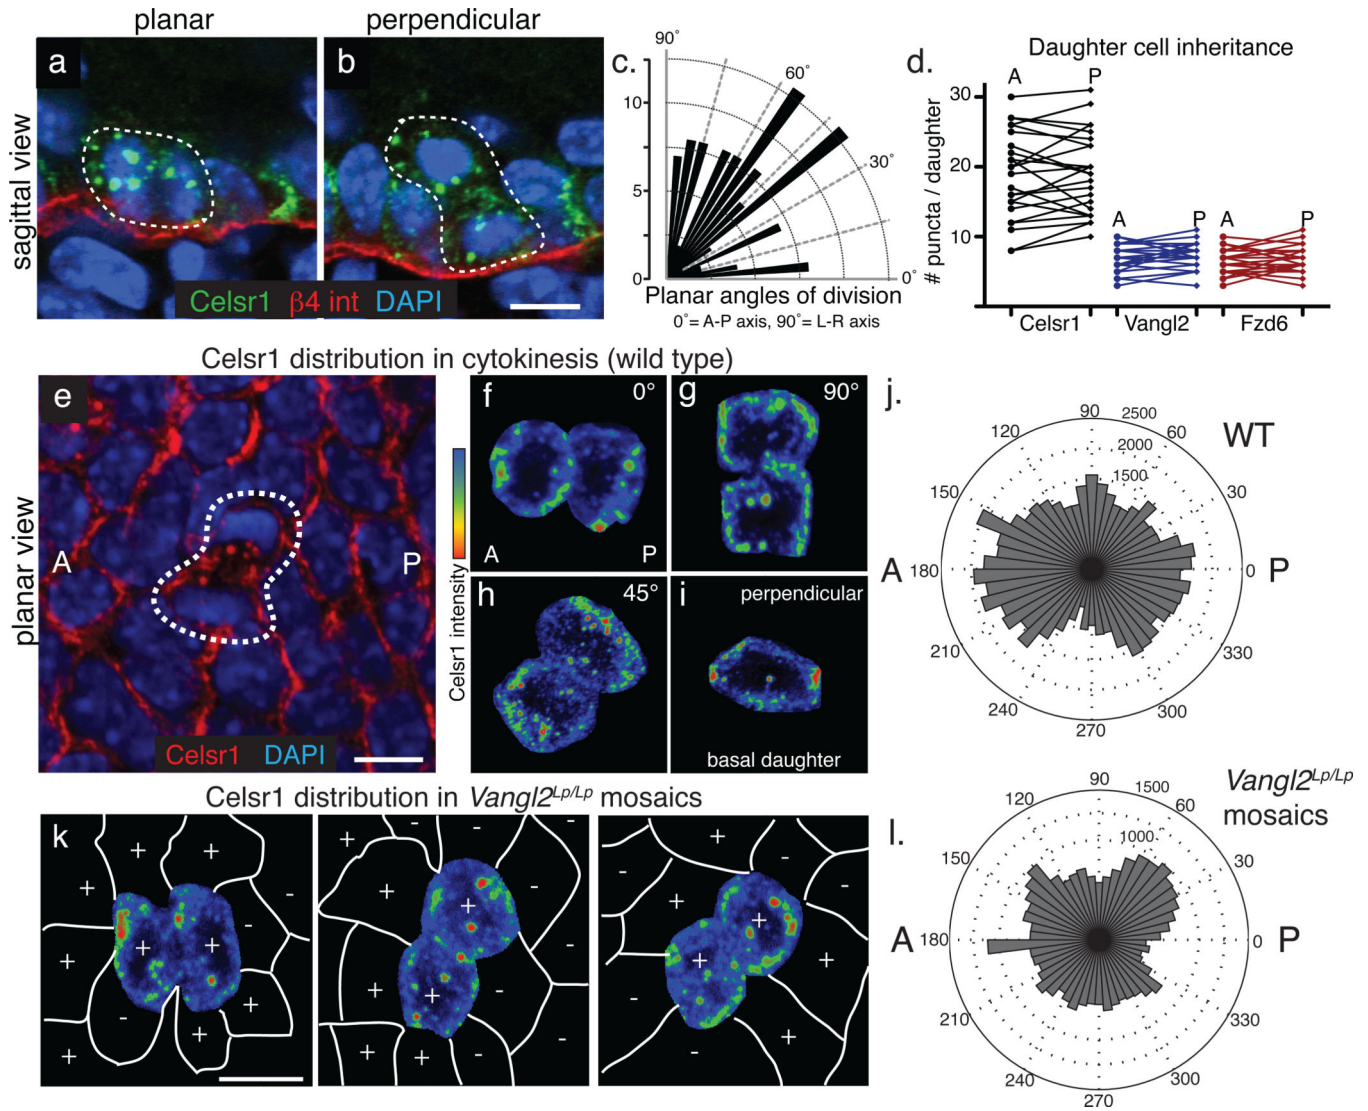 planar
perpendicular
sagittal view
a
b
Celsr1 β4 int DAPI
c.
90°
60°
30°
0°
10
5
0
Planar angles of division
0°= A-P axis, 90°= L-R axis
d.
Daughter cell inheritance
# puncta / daughter
30
20
10
A P
A P
A P
Celsr1 Vangl2 Fzd6
Celsr1 distribution in cytokinesis (wild type)
planar view
e
A
P
Celsr1 DAPI
Celsr1 intensity
f
0°
A P
g
90°
h
45°
i
perpendicular
basal daughter
j.
WT
90
2500
2000
1500
60
30
0
330
300
270
240
210
180
150
120
A
P
Celsr1 distribution in Vangl2Lp/Lp mosaics
k
+ + - - + + - + - + +
- - + - - + - - + + + -
+ - - + + + + - - - -
l.
Vangl2Lp/Lp
mosaics
90
1500
1000
60
30
0
330
300
270
240
210
180
150
120
A
P